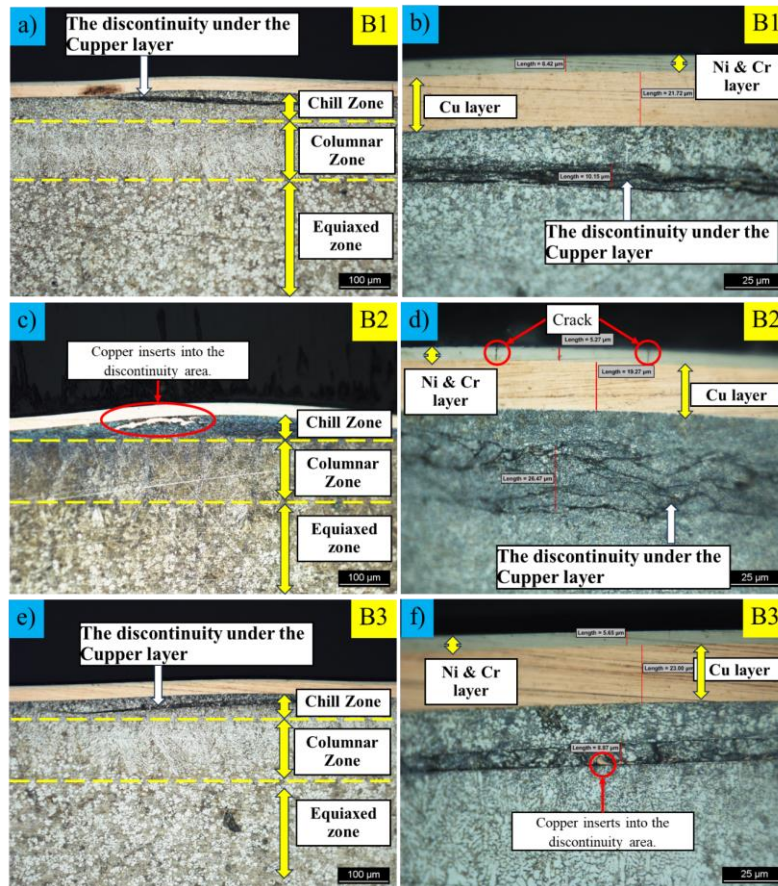 a)
B1
The discontinuity under the
Cupper layer
Chill Zone
Columnar
Zone
Equiaxed
zone
100 µm
b)
B1
Length = 6.42 µm
Ni & Cr
layer
Cu layer
Length = 21.72 µm
Length = 10.15 µm
The discontinuity under the
Cupper layer
25 µm
c)
B2
Copper inserts into the
discontinuity area.
Chill Zone
Columnar
Zone
Equiaxed
zone
100 µm
d)
B2
Crack
Length = 5.27 µm
Ni & Cr
layer
Length = 19.27 µm
Cu layer
Length = 26.47 µm
The discontinuity under the
Cupper layer
25 µm
e)
B3
The discontinuity under the
Cupper layer
Chill Zone
Columnar
Zone
Equiaxed
zone
100 µm
f)
B3
Length = 5.63 µm
Ni & Cr
layer
Length = 23.00 µm
Cu layer
Copper inserts into the
discontinuity area.
25 µm